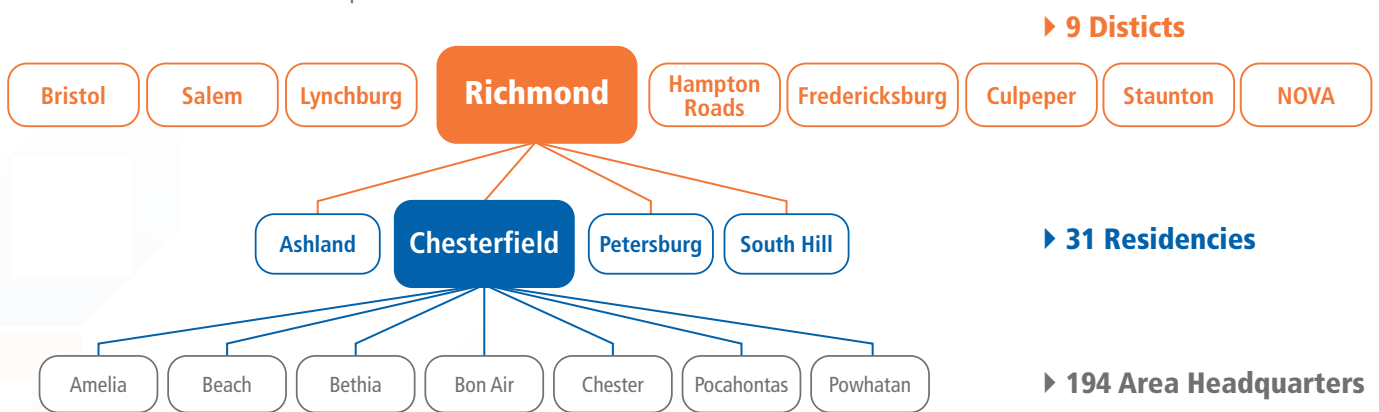 9 Disticts
Bristol
Salem
Lynchburg
Richmond
Hampton
Roads
Fredericksburg
Culpeper
Staunton
NOVA
Ashland
Chesterfield
Petersburg
South Hill
31 Residencies
Amelia
Beach
Bethia
Bon Air
Chester
Pocahontas
Powhatan
194 Area Headquarters